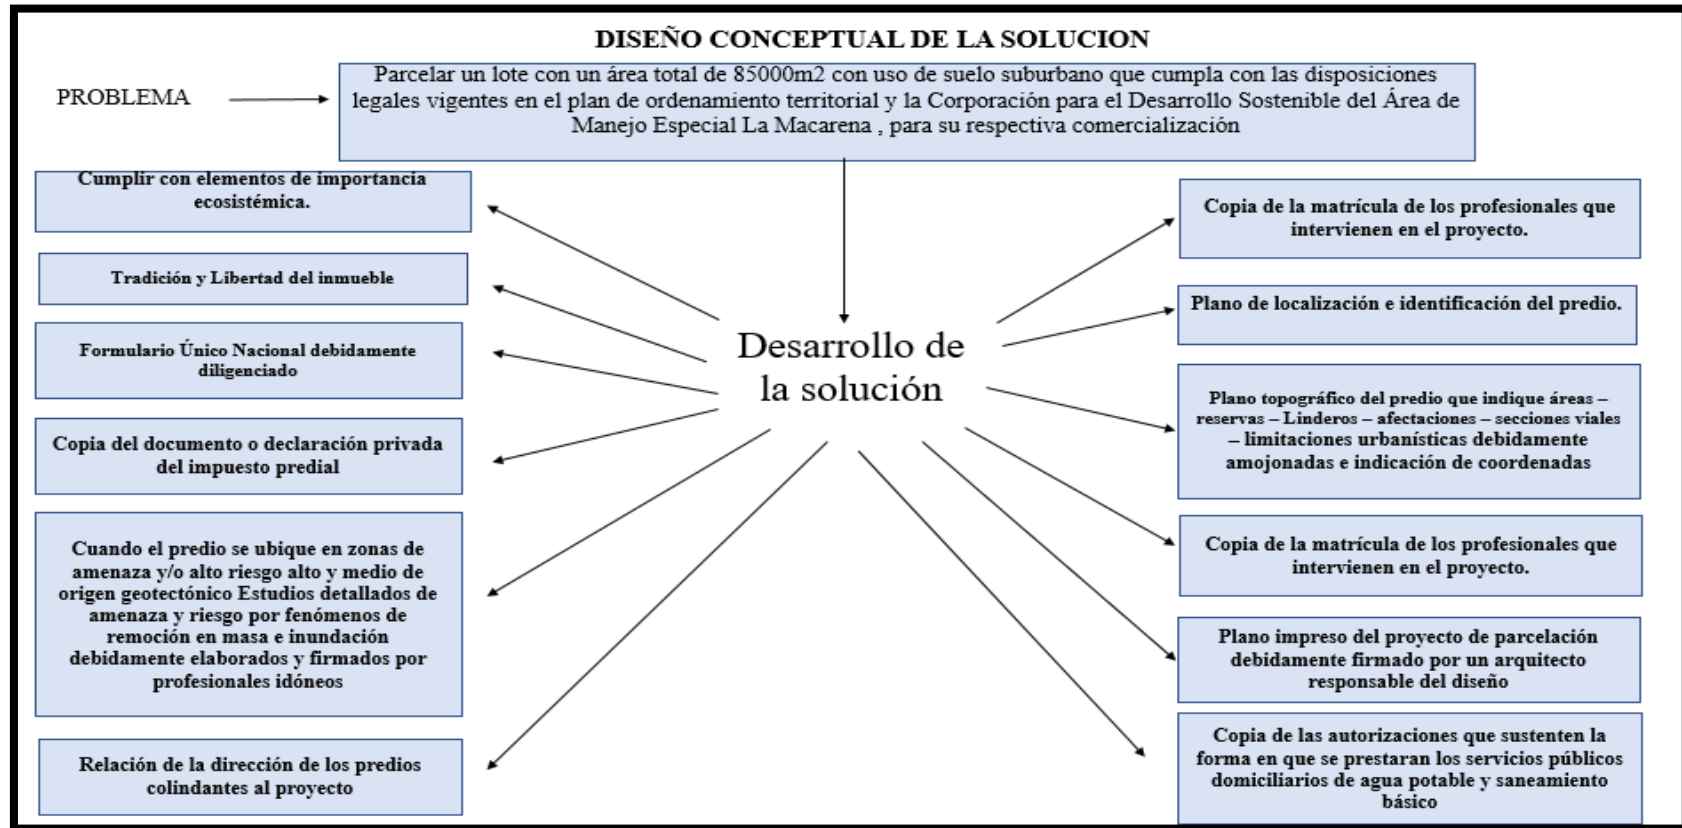 DISEÑO CONCEPTUAL DE LA SOLUCION
PROBLEMA
Parcelar un lote con un área total de 85000m2 con uso de suelo suburbano que cumpla con las disposiciones
legales vigentes en el plan de ordenamiento territorial y la Corporación para el Desarrollo Sostenible del Área de
Manejo Especial La Macarena , para su respectiva comercialización
Cumplir con elementos de importancia
ecosistémica.
Tradición y Libertad del inmueble
Formulario Único Nacional debidamente
diligenciado
Copia del documento o declaración privada
del impuesto predial
Cuando el predio se ubique en zonas de
amenaza y/o alto riesgo alto y medio de
origen geotectónico Estudios detallados de
amenaza y riesgo por fenómenos de
remoción en masa e inundación
debidamente elaborados y firmados por
profesionales idóneos
Relación de la dirección de los predios
colindantes al proyecto
Desarrollo de
la solución
Copia de la matrícula de los profesionales que
intervienen en el proyecto.
Plano de localización e identificación del predio.
Plano topográfico del predio que indique áreas –
reservas – Linderos – afectaciones – secciones viales
– limitaciones urbanísticas debidamente
amojonadas e indicación de coordenadas
Copia de la matrícula de los profesionales que
intervienen en el proyecto.
Plano impreso del proyecto de parcelación
debidamente firmado por un arquitecto
responsable del diseño
Copia de las autorizaciones que sustenten la
forma en que se prestaran los servicios públicos
domiciliarios de agua potable y saneamiento
básico